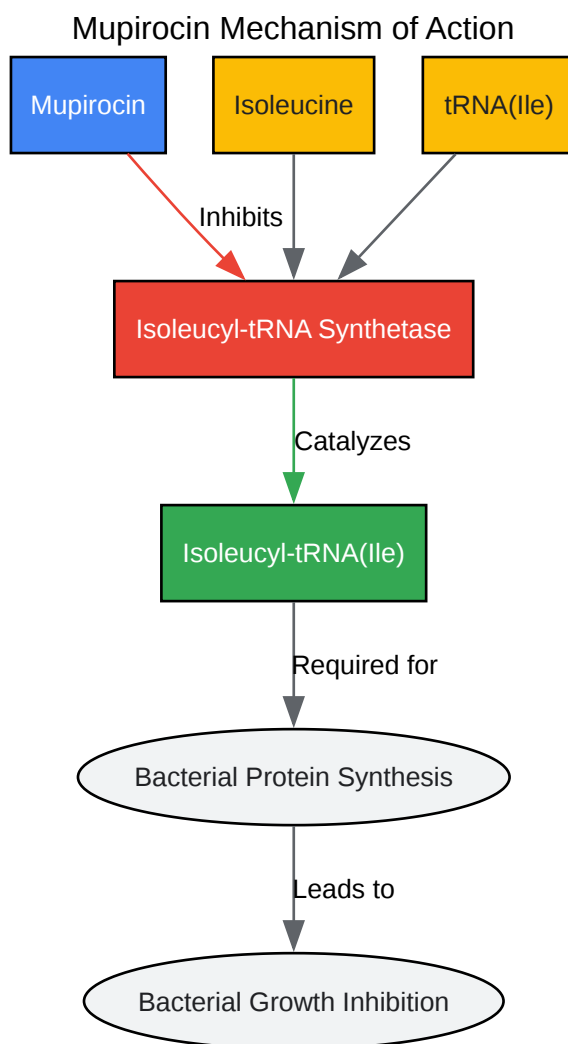 Mupirocin Mechanism of Action
Mupirocin
Isoleucine
tRNA(Ile)
Inhibits
Isoleucyl-tRNA Synthetase
Catalyzes
Isoleucyl-tRNA(Ile)
Required for
Bacterial Protein Synthesis
Leads to
Bacterial Growth Inhibition